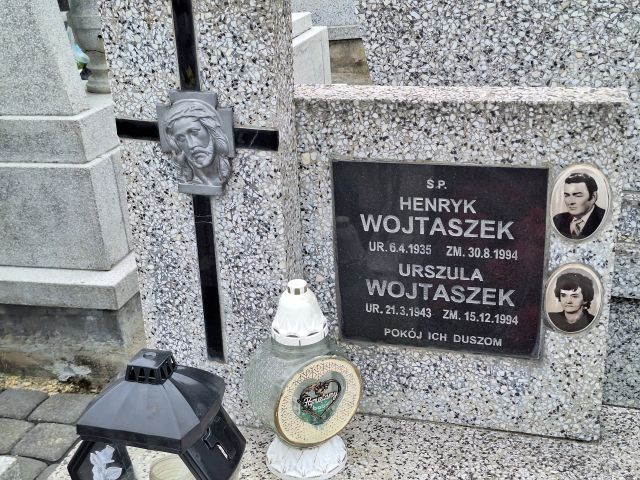 S.P.
HENRYK
WOJTASZEK
UR. 6.4.1935 ZM. 30.8.1994
URSZULA
WOJTASZEK
UR. 21.3.1943 ZM. 15.12.1994
POKÓJ ICH DUSZOM